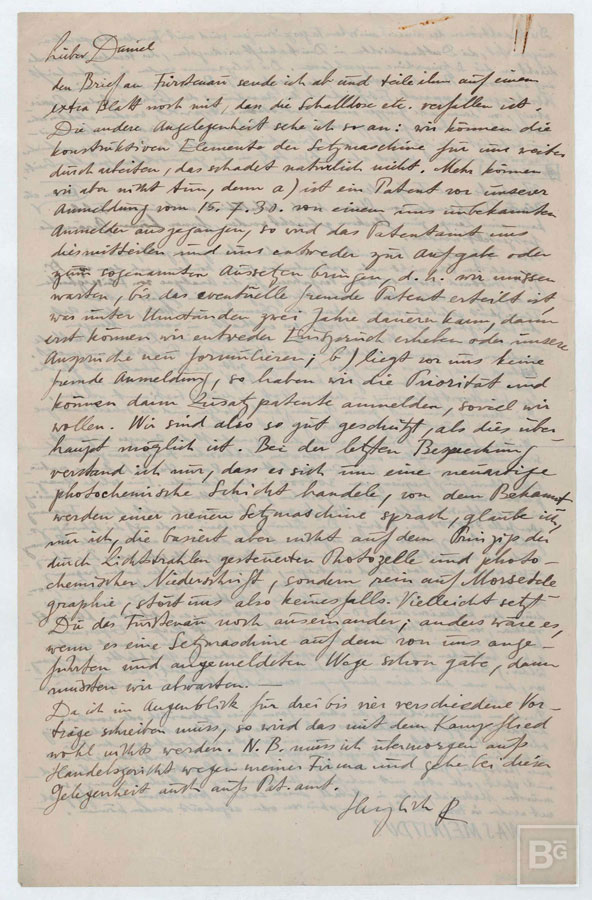 Lieber Daniel
den Brief an Fürstenau sende ich ab und teile ihm auf einem
extra Blatt noch mit, dass die Schalldose etc. verfallen ist.
Die andere Angelegenheit sehe ich so an: wir können die
konstruktiven Elemente der Setzmaschine für uns weiter
durcharbeiten, das schadet natürlich nicht. Mehr können
wir aber nicht tun, denn a) ist ein Patent vor unserer
Anmeldung vom 15.7.30. von einem uns unbekannten
Anmelder ausgegangen, so wird das Patentamt uns
dies mitteilen und uns entweder zur Aufgabe oder
zum sogenannten Aussetzen bringen, d.h. wir müssen
warten, bis das eventuelle fremde Patent erteilt ist,
was unter Umständen zwei Jahre dauern kann, dann
erst können wir entweder Einspruch erheben oder unsere
Ansprüche neu formulieren; b) liegt vor uns keine
fremde Anmeldung, so haben wir die Priorität und
können dann Zusatzpatente anmelden, soviel wir
wollen. Wir sind also so gut geschützt, als dies über-
haupt möglich ist. Bei der letzten Besprechung
verstand ich nur, dass es sich um eine neuartige
photochemische Schicht handele, von dem Bekannt
werden einer neuen Setzmaschine sprach, glaube ich,
nur ich, die basiert aber nicht auf dem Prinzip der
durch Lichtstrahlen gesteuerten Photozelle und photo-
chemischer Niederschrift, sondern rein auf Morsetele
graphie, stört uns also keinesfalls. Vielleicht setzt
Du das Fürstenau noch auseinander; anders wäre es,
wenn es eine Setzmaschine auf dem von uns ange-
führten und angemeldeten Wege schon gäbe, dann
müssten wir abwarten. —
Da ich im Augenblick für drei bis vier verschiedene Vor-
träge schreiben muss, so wird das mit dem Kampflied
wohl nichts werden. N.B. muss ich übermorgen aufs
Handelsgericht wegen meiner Firma und gehe bei dieser
Gelegenheit auch aufs Pat. amt.
Herzlich R
BG